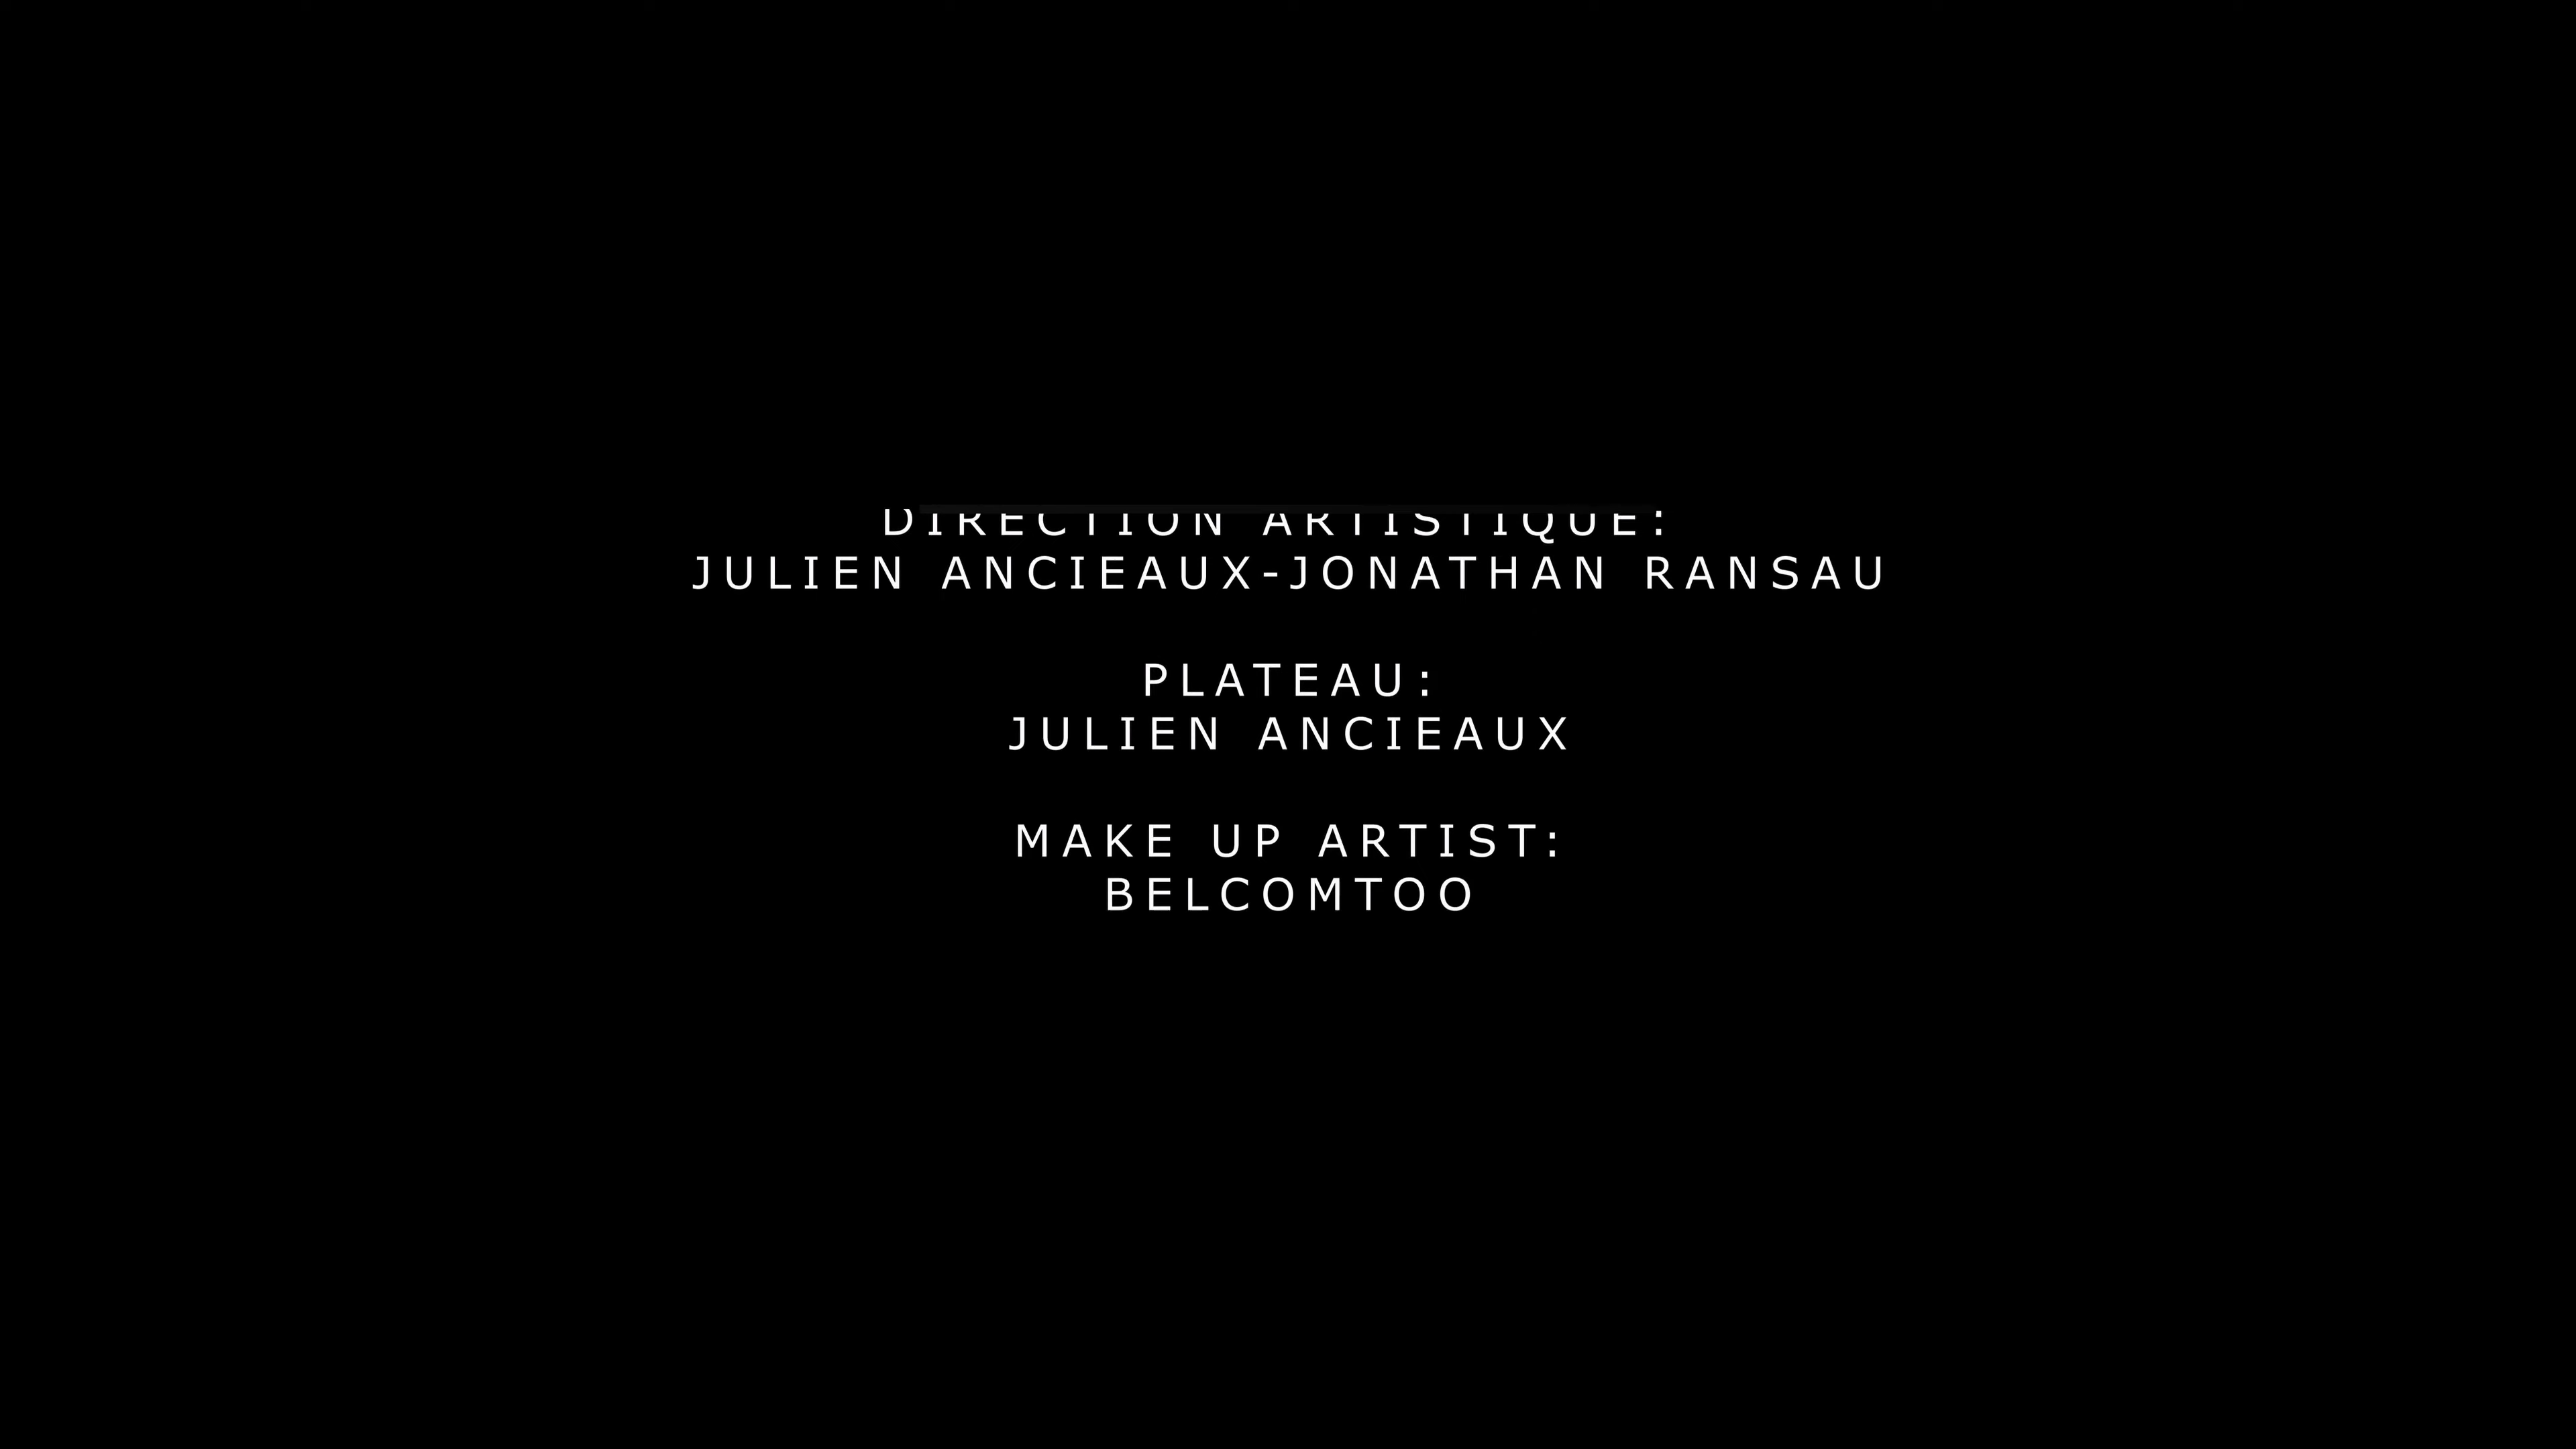 DIRECTION ARTISTIQUE:
JULIEN ANCIEAUX-JONATHAN RANSAU
PLATEAU:
JULIEN ANCIEAUX
MAKE UP ARTIST:
BELCOMTOO